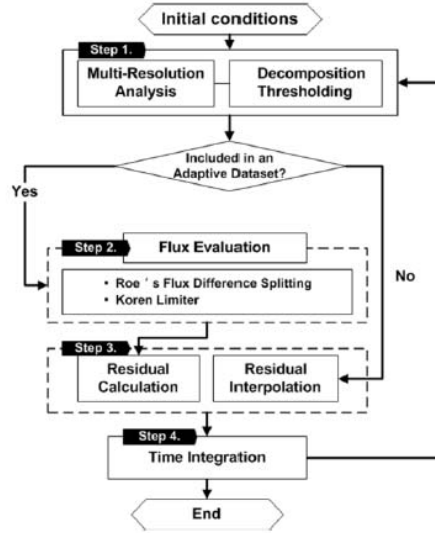 Initial conditions
Step 1.
Multi-Resolution
Analysis
Decomposition
Thresholding
Included in an
Adaptive Dataset?
Yes
No
Step 2.
Flux Evaluation
• Roe ´ s Flux Difference Splitting
• Koren Limiter
Step 3.
Residual
Calculation
Residual
Interpolation
Step 4.
Time Integration
End